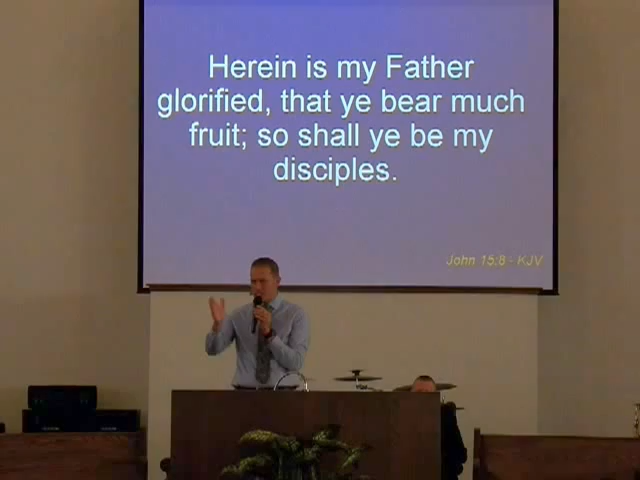 Herein is my Father
glorified, that ye bear much
fruit; so shall ye be my
disciples.
John 15:8 - KJV